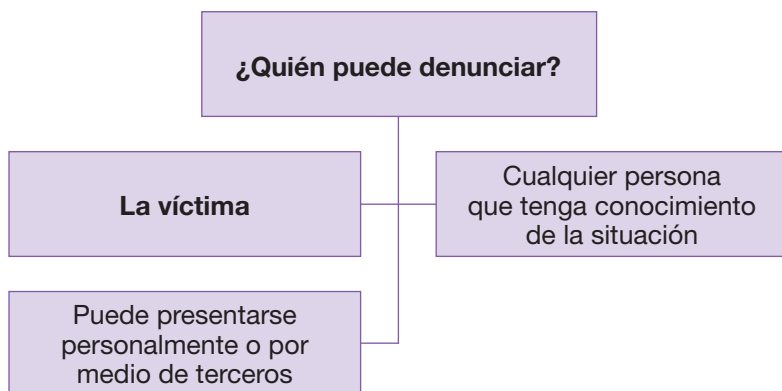 ¿Quién puede denunciar?
La víctima
Cualquier persona
que tenga conocimiento
de la situación
Puede presentarse
personalmente o por
medio de terceros